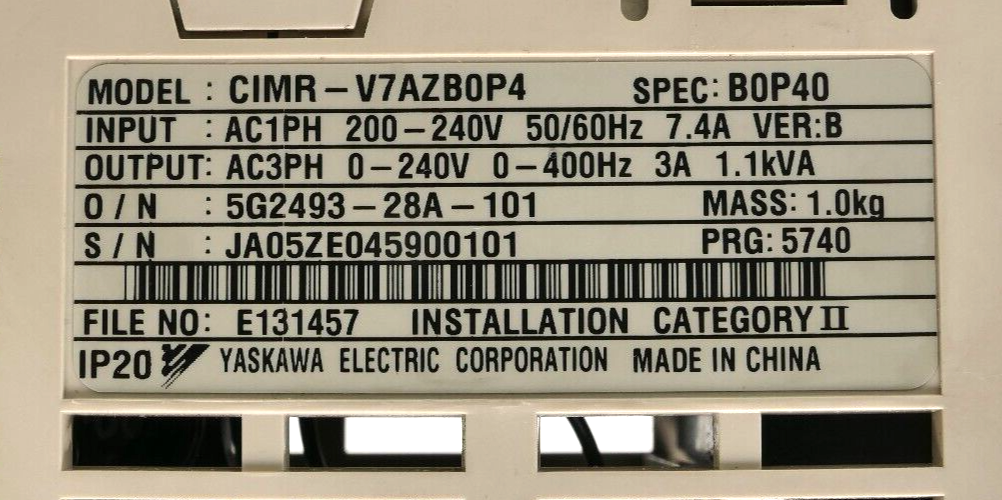 MODEL : CIMR-V7AZB0P4 SPEC: B0P40
INPUT : AC1PH 200-240V 50/60Hz 7.4A VER:B
OUTPUT: AC3PH 0-240V 0-400Hz 3A 1.1kVA
O / N : 5G2493-28A-101 MASS: 1.0kg
S / N : JA05ZE045900101 PRG: 5740
FILE NO: E131457 INSTALLATION CATEGORY II
IP20 YASKAWA ELECTRIC CORPORATION MADE IN CHINA